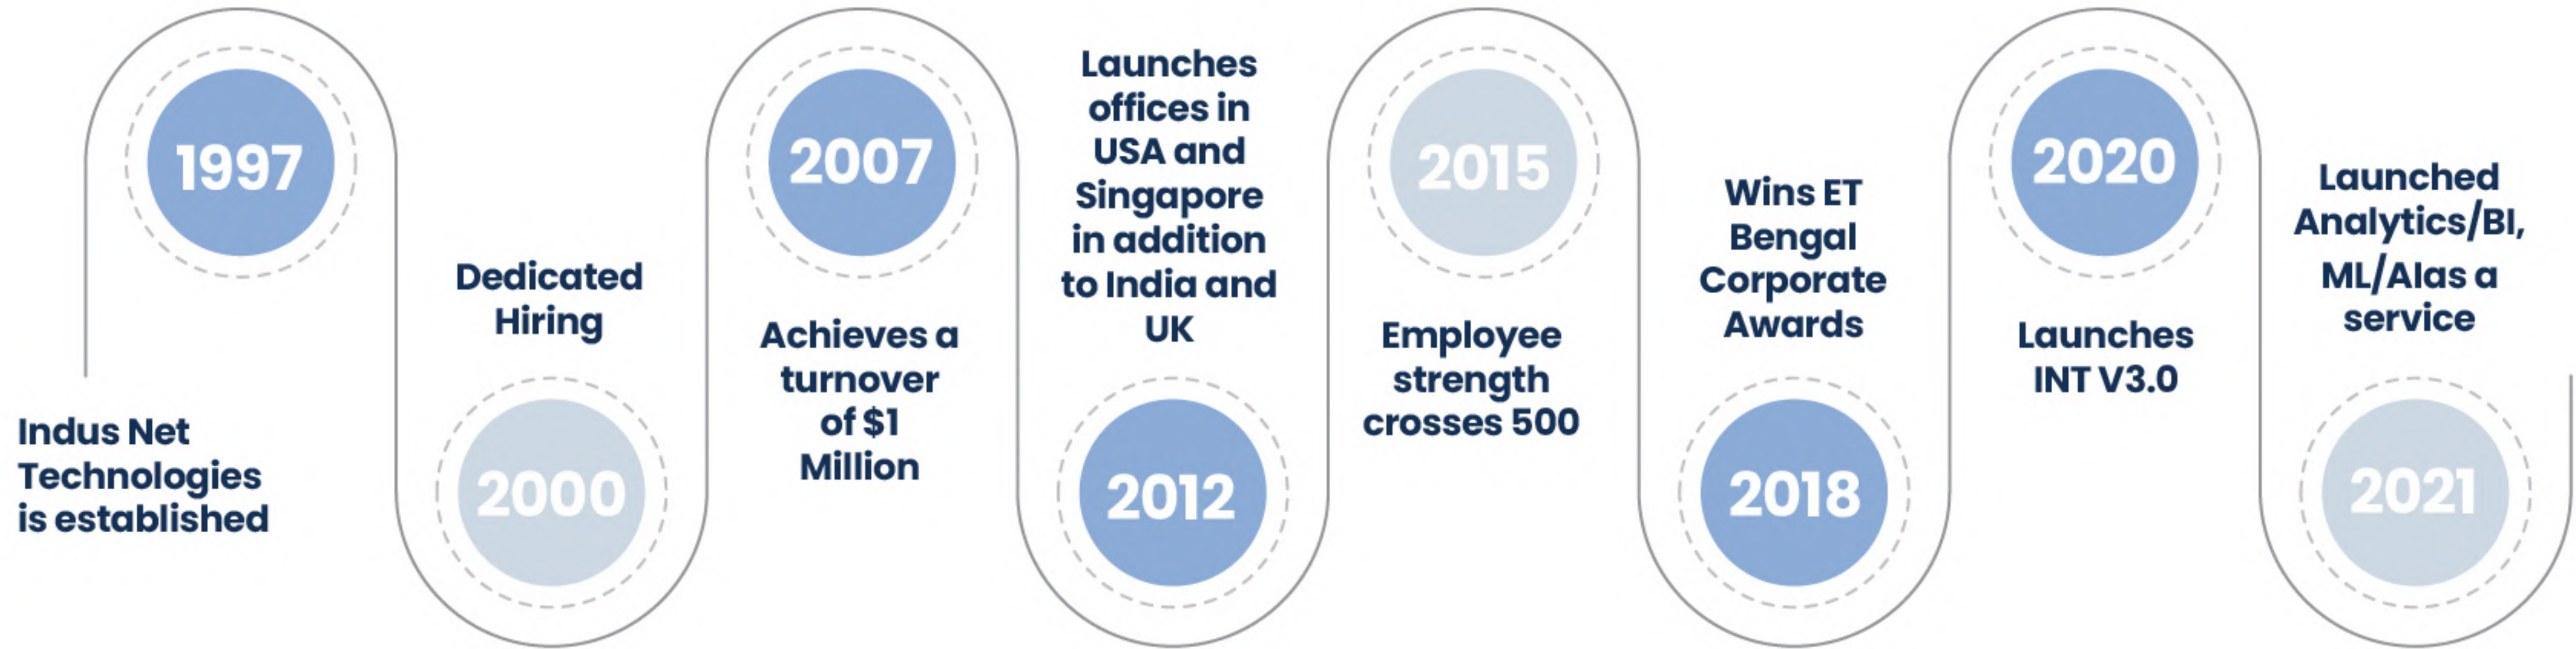 1997
Indus Net
Technologies
is established
Dedicated
Hiring
2000
2007
Achieves a
turnover
of $1
Million
Launches
offices in
USA and
Singapore
in addition
to India and
UK
2012
2015
Employee
strength
crosses 500
Wins ET
Bengal
Corporate
Awards
2018
2020
Launches
INT V3.0
Launched
Analytics/BI,
ML/AIas a
service
2021